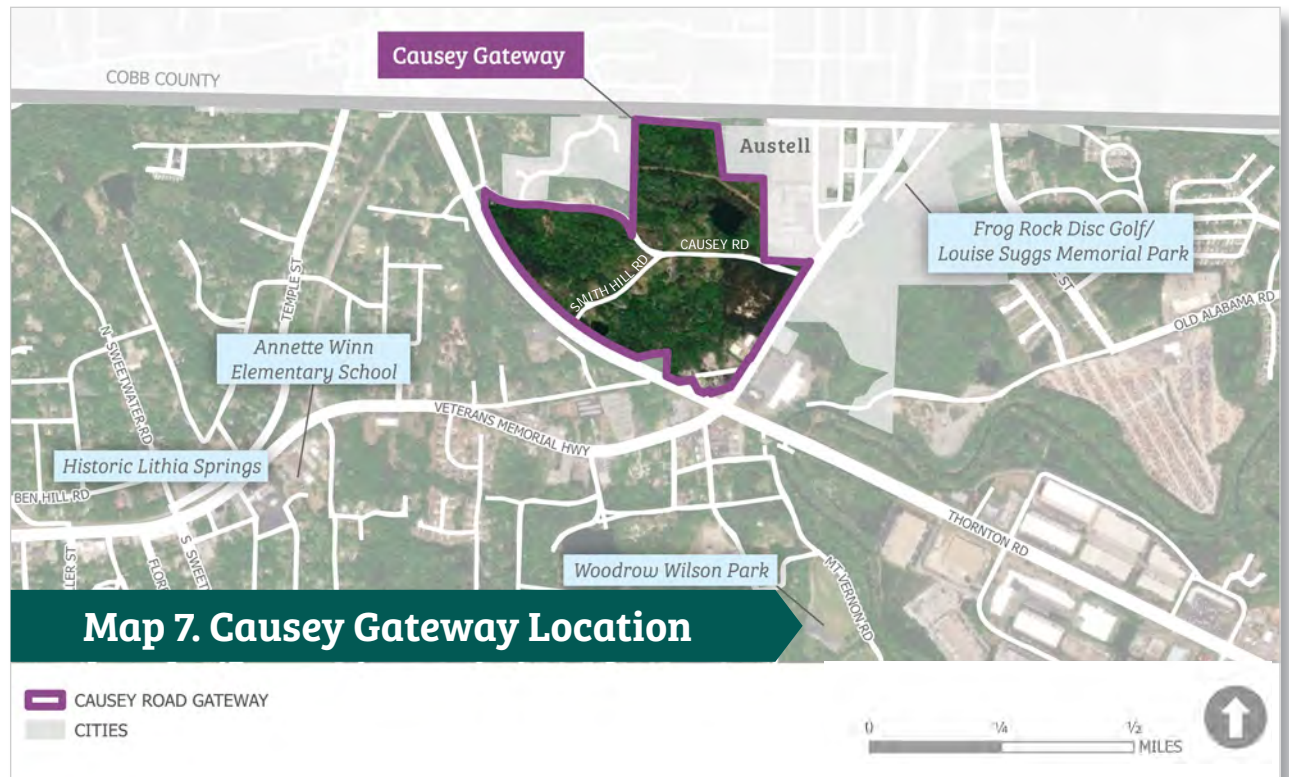 Causey Gateway
COBB COUNTY
Austell
Frog Rock Disc Golf/
Louise Suggs Memorial Park
CAUSEY RD
SMITH HILL RD
TEMPLE ST
OLD ALABAMA RD
N SWEETWATER RD
Annette Winn
Elementary School
VETERANS MEMORIAL HWY
Historic Lithia Springs
BEN HILL RD
THORNTON RD
Woodrow Wilson Park
MT VERNON RD
Map 7. Causey Gateway Location
CAUSEY ROAD GATEWAY
CITIES
0 1/4 1/2
MILES